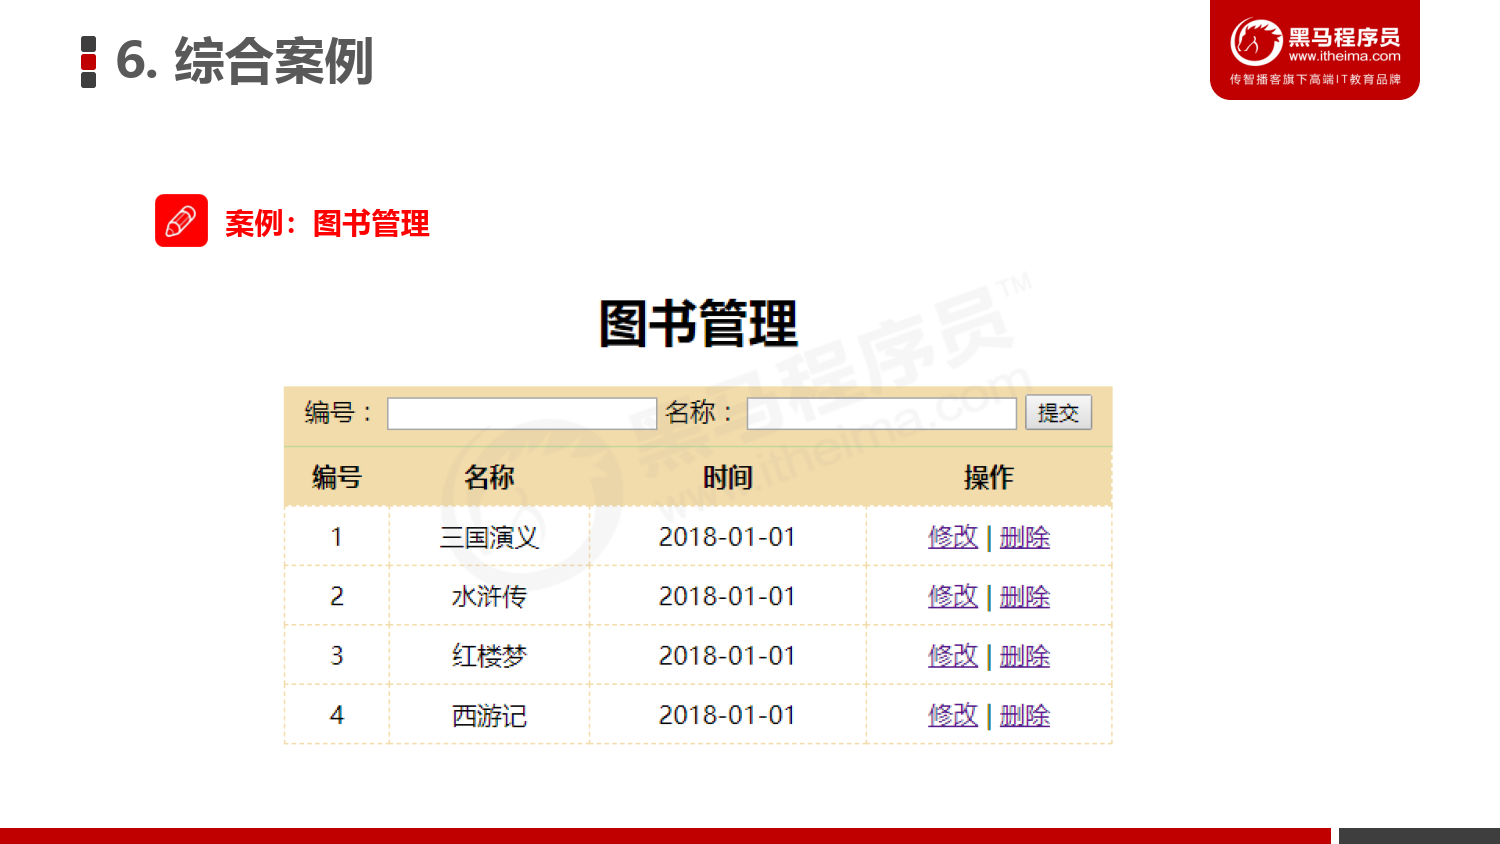 6. 综合案例
黑马程序员
www.itheima.com
传智播客旗下高端IT教育品牌
案例：图书管理
图书管理
编号： 名称： 提交
编号 名称 时间 操作
1 三国演义 2018-01-01 修改 | 删除
2 水浒传 2018-01-01 修改 | 删除
3 红楼梦 2018-01-01 修改 | 删除
4 西游记 2018-01-01 修改 | 删除
黑马程序员™
www.itheima.com